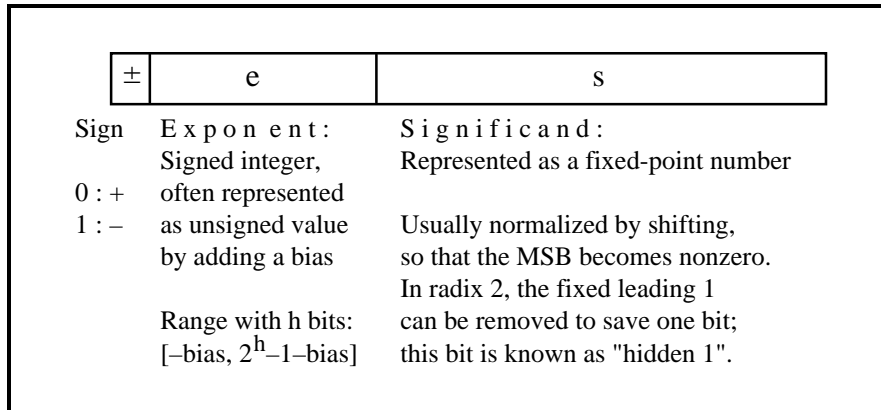 ± e s
Sign E x p o n e n t : S i g n i f i c a n d :
Signed integer, Represented as a fixed-point number
0 : + often represented
1 : – as unsigned value Usually normalized by shifting,
by adding a bias so that the MSB becomes nonzero.
In radix 2, the fixed leading 1
Range with h bits: can be removed to save one bit;
[–bias, 2^h–1–bias] this bit is known as "hidden 1".